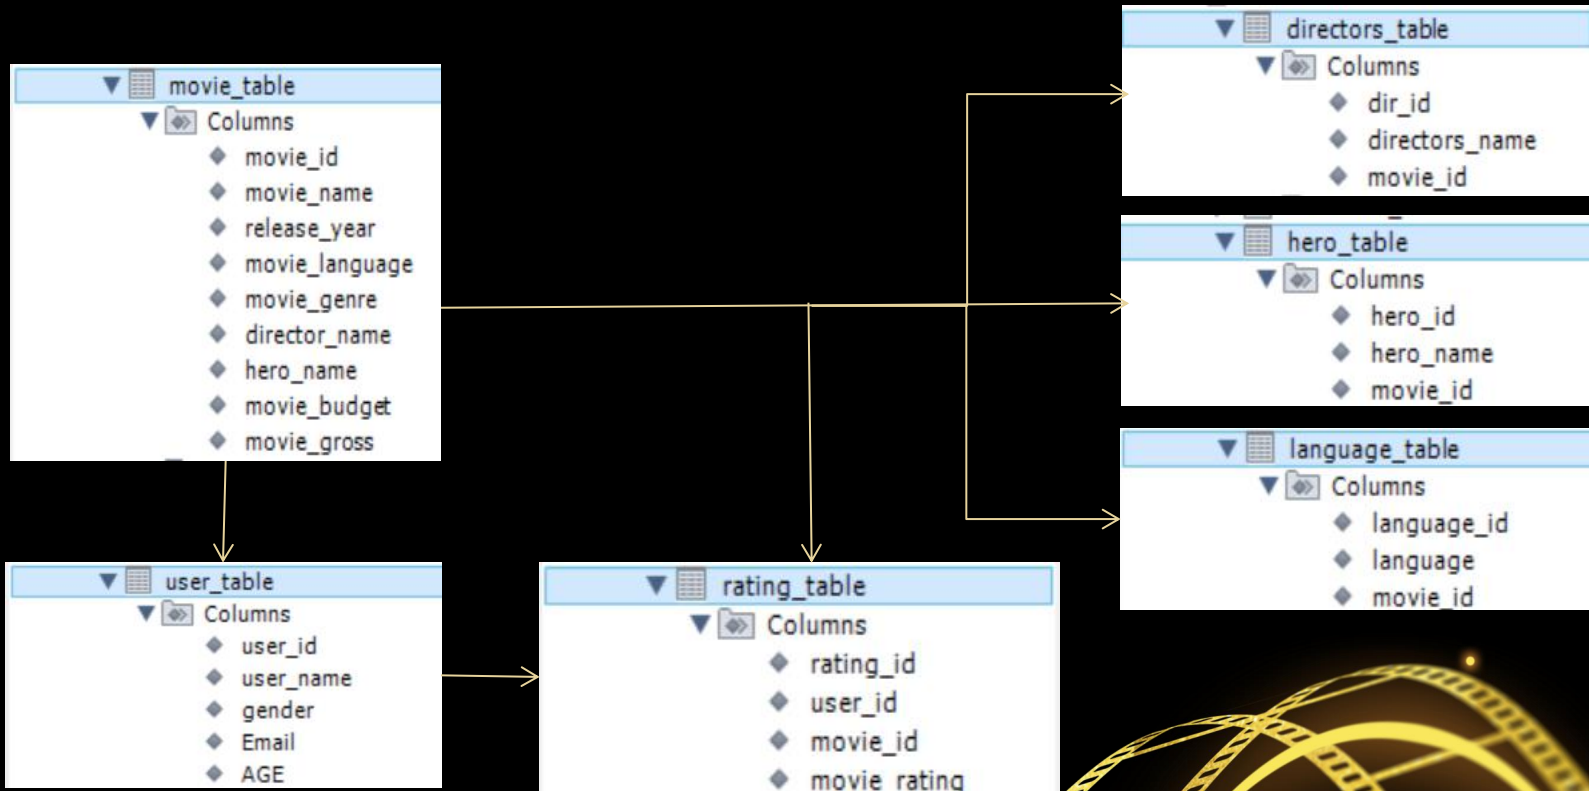 movie_table
Columns
movie_id
movie_name
release_year
movie_language
movie_genre
director_name
hero_name
movie_budget
movie_gross
user_table
Columns
user_id
user_name
gender
Email
AGE
rating_table
Columns
rating_id
user_id
movie_id
movie_rating
directors_table
Columns
dir_id
directors_name
movie_id
hero_table
Columns
hero_id
hero_name
movie_id
language_table
Columns
language_id
language
movie_id